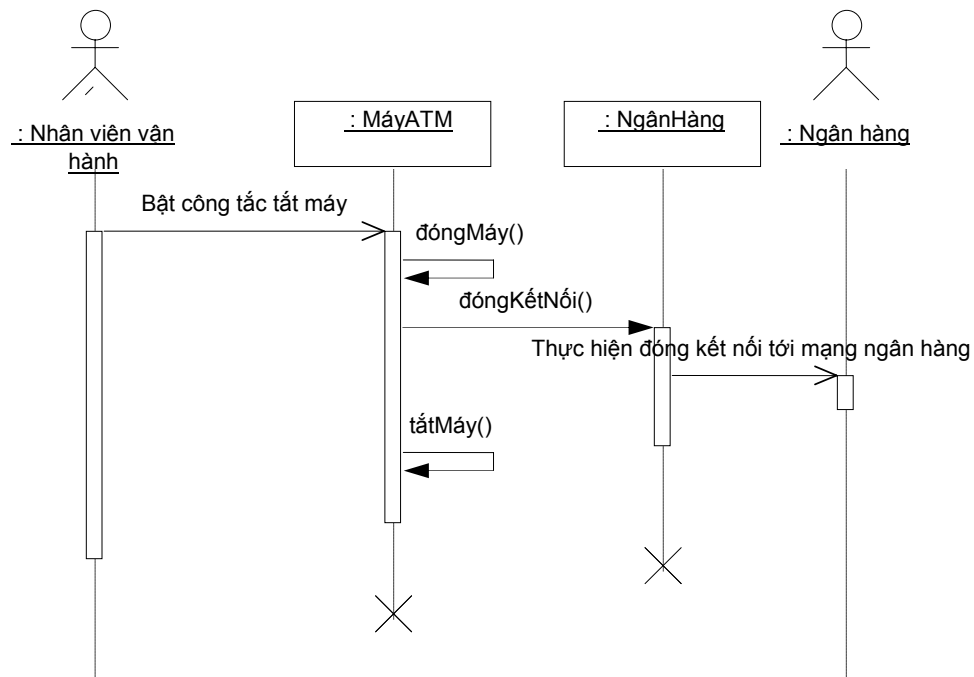 : Nhân viên vận
hành
: MáyATM
: NgânHàng
: Ngân hàng
Bật công tắc tắt máy
đóngMáy()
đóngKếtNối()
Thực hiện đóng kết nối tới mạng ngân hàng
tắtMáy()